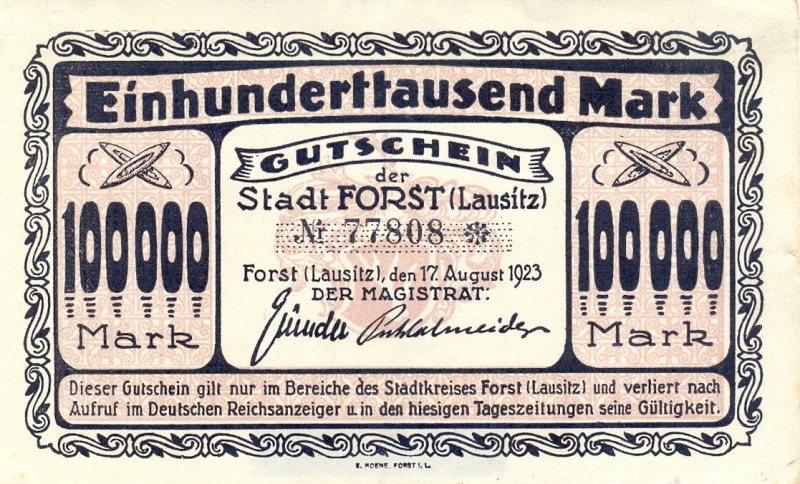 Einhunderttausend Mark
GUTSCHEIN
der
Stadt FORST (Lausitz)
№ 77808 ✻
Forst (Lausitz), den 17. August 1923
DER MAGISTRAT:
100000
Mark
100000
Mark
Dieser Gutschein gilt nur im Bereiche des Stadtkreises Forst (Lausitz) und verliert nach
Aufruf im Deutschen Reichsanzeiger u. in den hiesigen Tageszeitungen seine Gültigkeit.
E. HOENE, FORST I. L.